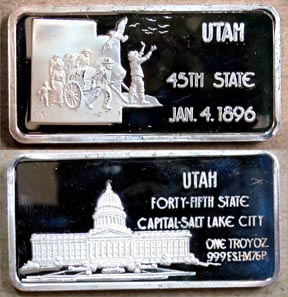 UTAH
45TH STATE
JAN. 4. 1896
UTAH
FORTY-FIFTH STATE
CAPITAL-SALT LAKE CITY
ONE TROY OZ.